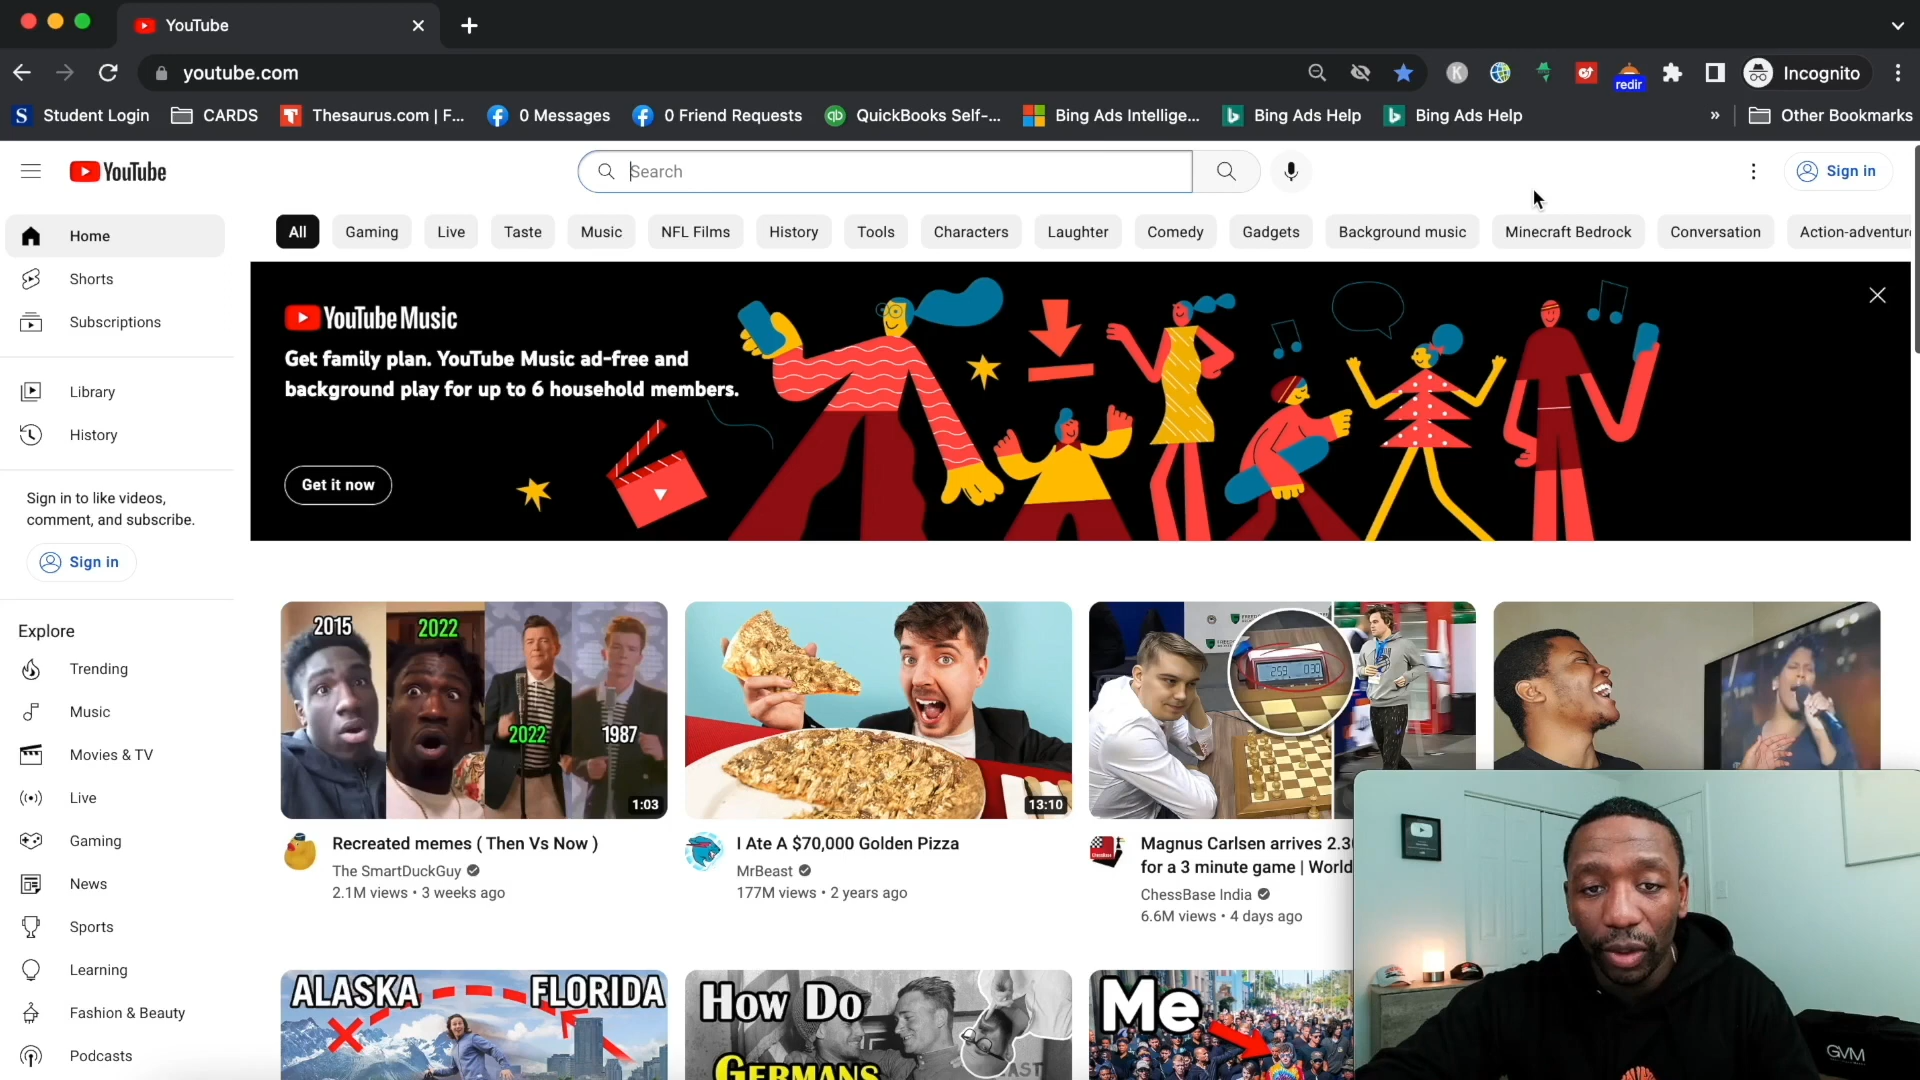 YouTube
youtube.com
redir
Incognito
S Student Login
CARDS
T Thesaurus.com | F...
0 Messages
0 Friend Requests
qb QuickBooks Self-...
Bing Ads Intellige...
Bing Ads Help
Bing Ads Help
»
Other Bookmarks
YouTube
Search
Sign in
Home
Shorts
Subscriptions
Library
History
Sign in to like videos,
comment, and subscribe.
Sign in
Explore
Trending
Music
Movies & TV
Live
Gaming
News
Sports
Learning
Fashion & Beauty
Podcasts
All
Gaming
Live
Taste
Music
NFL Films
History
Tools
Characters
Laughter
Comedy
Gadgets
Background music
Minecraft Bedrock
Conversation
Action-adventur
YouTube Music
Get family plan. YouTube Music ad-free and
background play for up to 6 household members.
Get it now
2015
2022
2022
1987
1:03
Recreated memes ( Then Vs Now )
The SmartDuckGuy
2.1M views • 3 weeks ago
13:10
I Ate A $70,000 Golden Pizza
MrBeast
177M views • 2 years ago
Magnus Carlsen arrives 2.3
for a 3 minute game | World
ChessBase India
6.6M views • 4 days ago
ALASKA
FLORIDA
How Do
GERMANS
Me
GVM